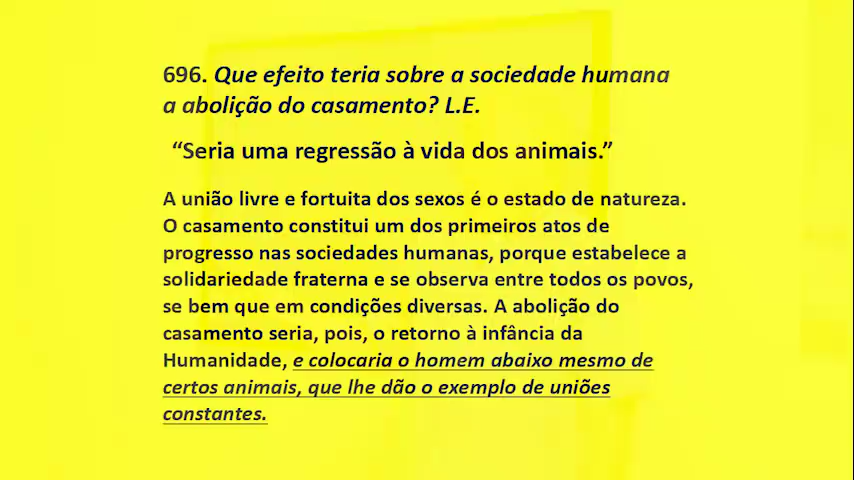 696. Que efeito teria sobre a sociedade humana
a abolição do casamento? L.E.
“Seria uma regressão à vida dos animais.”
A união livre e fortuita dos sexos é o estado de natureza.
O casamento constitui um dos primeiros atos de
progresso nas sociedades humanas, porque estabelece a
solidariedade fraterna e se observa entre todos os povos,
se bem que em condições diversas. A abolição do
casamento seria, pois, o retorno à infância da
Humanidade, e colocaria o homem abaixo mesmo de
certos animais, que lhe dão o exemplo de uniões
constantes.